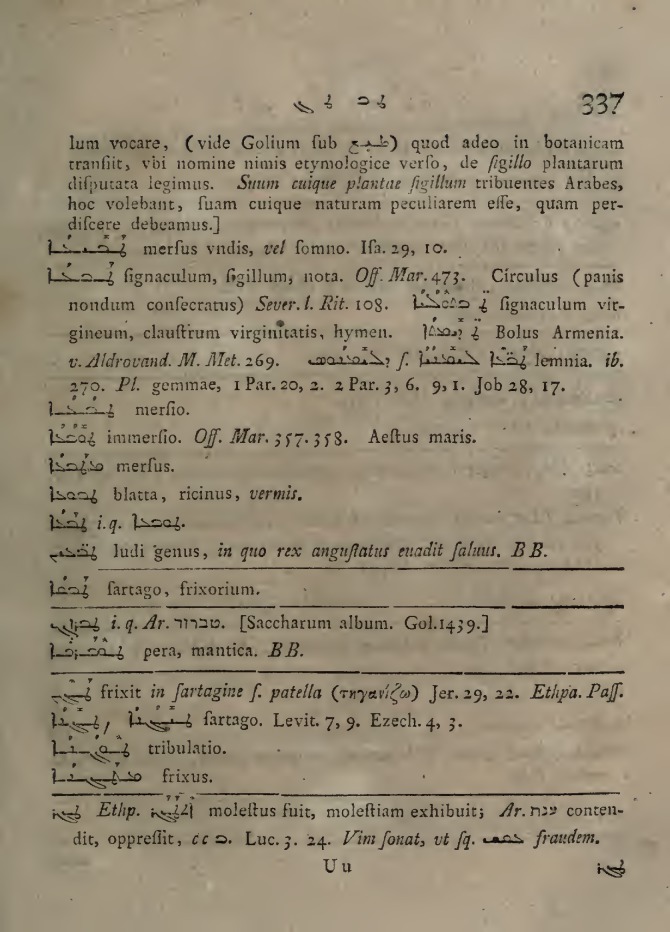 337
lum vocare, (vide Golium ſub طبع) quod adeo in botanicam
tranſiit, vbi nomine nimis etymologice verſo, de ſigillo plantarum
diſputata legimus. Suum cuique plantae ſigillum tribuentes Arabes,
hoc volebant, ſuam cuique naturam peculiarem eſſe, quam per-
diſcere debeamus.]
merſus vndis, vel ſomno. Iſa. 29, 10.
ſignaculum, ſigillum, nota. Off. Mar. 473. Circulus (panis
nondum conſecratus) Sever. l. Rit. 108. ſignaculum vir-
gineum, clauſtrum virginitatis, hymen. Bolus Armenia.
v. Aldrovand. M. Met. 269. ſ. lemnia. ib.
270. Pl. gemmae, 1 Par. 20, 2. 2 Par. 3, 6. 9, 1. Job 28, 17.
merſio.
immerſio. Off. Mar. 357. 358. Aeſtus maris.
merſus.
blatta, ricinus, vermis.
i. q.
ludi genus, in quo rex anguſtatus euadit ſaluus. BB.
ſartago, frixorium.
i. q. Ar. טברזד. [Saccharum album. Gol. 1439.]
pera, mantica. BB.
frixit in ſartagine ſ. patella (τηγανίζω) Jer. 29, 22. Ethpa. Paſſ.
ſartago. Levit. 7, 9. Ezech. 4, 3.
tribulatio.
frixus.
Ethp. moleſtus fuit, moleſtiam exhibuit; Ar. conten-
dit, oppreſſit, cc ܒ. Luc. 3. 24. Vim ſonat, vt ſq. fraudem.
U u